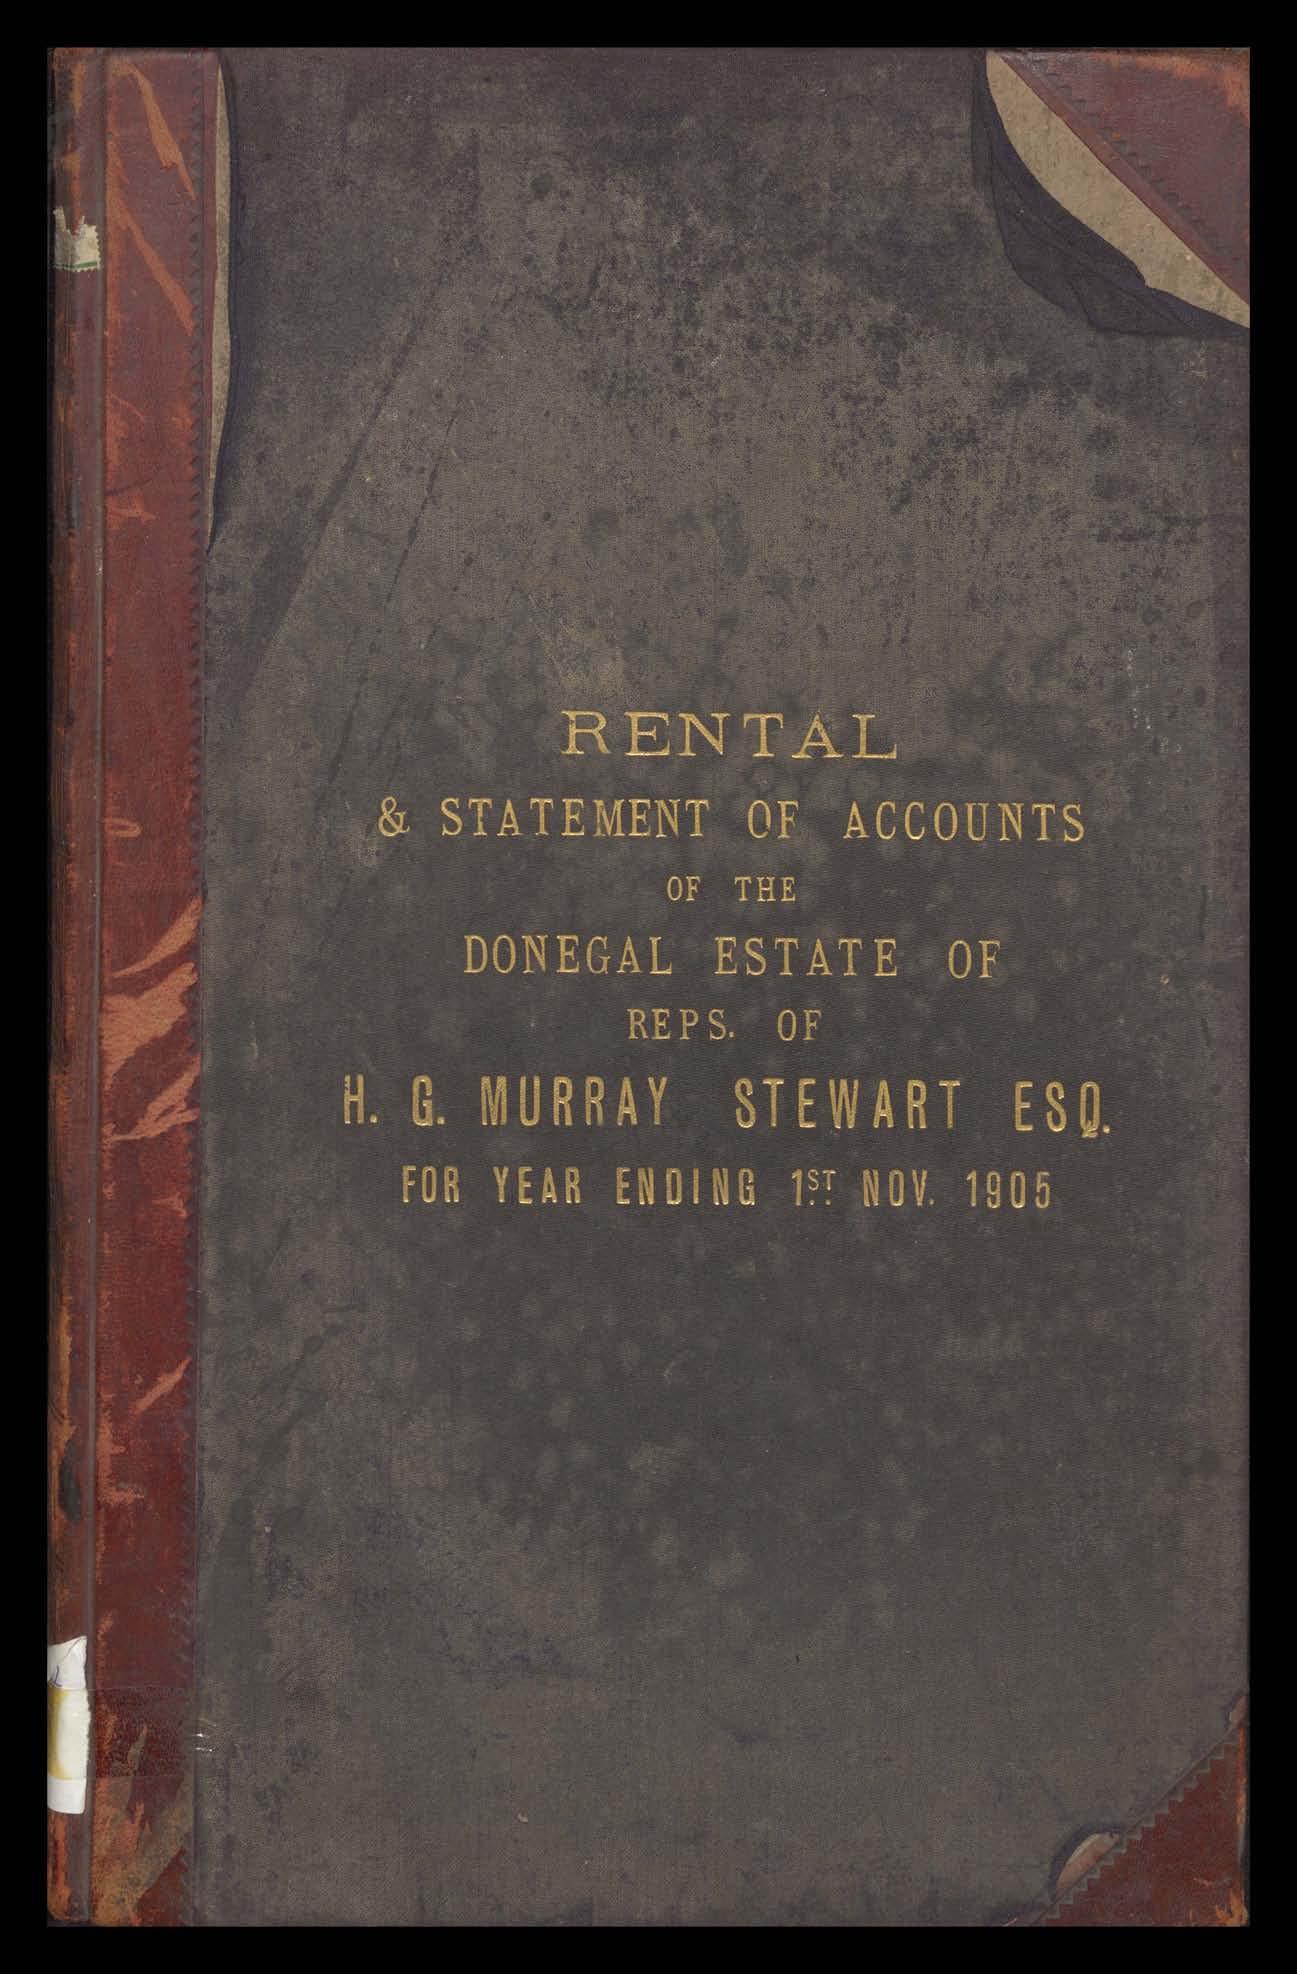 RENTAL
& STATEMENT OF ACCOUNTS
OF THE
DONEGAL ESTATE OF
REPS. OF
H. G. MURRAY STEWART ESQ.
FOR YEAR ENDING 1ST NOV. 1905